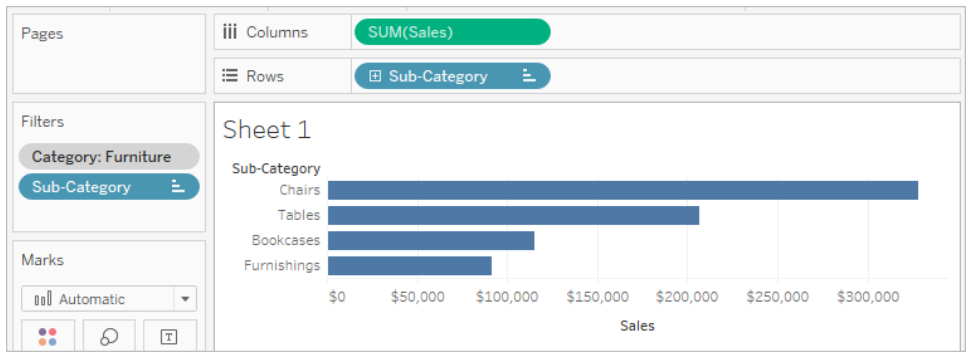 Pages
Columns
SUM(Sales)
Rows
Sub-Category
Filters
Category: Furniture
Sub-Category
Marks
Automatic
T
Sheet 1
Sub-Category
Chairs
Tables
Bookcases
Furnishings
$0 $50,000 $100,000 $150,000 $200,000 $250,000 $300,000
Sales